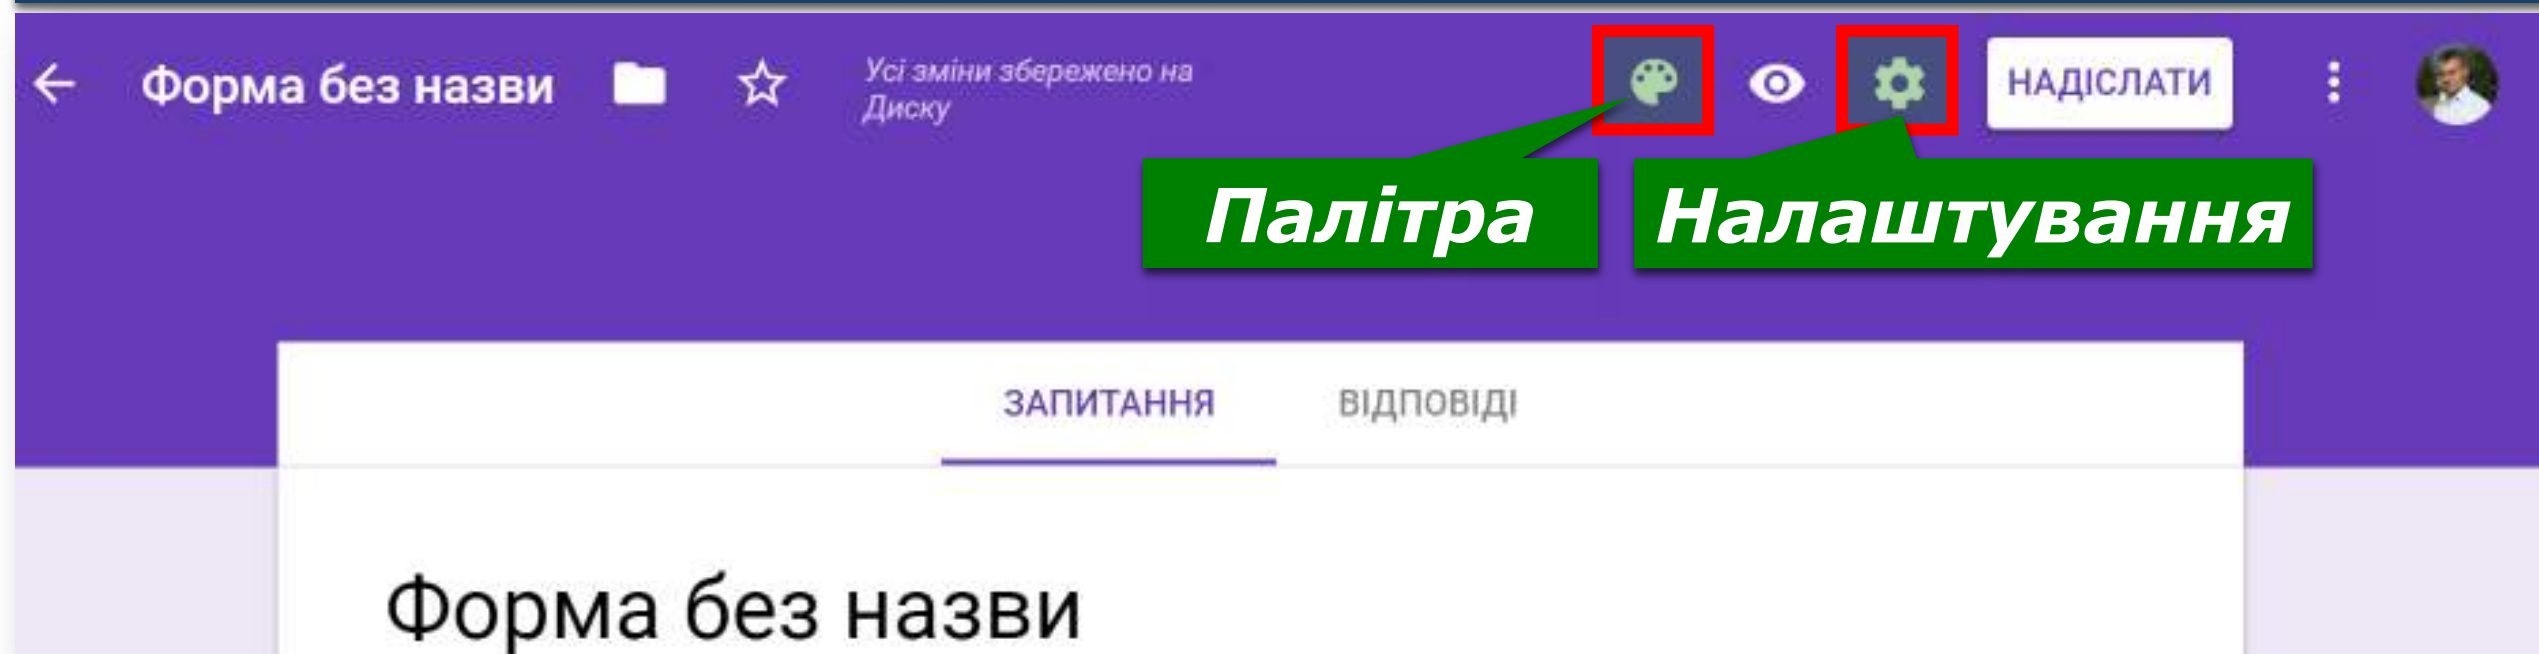 Форма без назви
Усі зміни збережено на
Диску
НАДІСЛАТИ
Палітра
Налаштування
ЗАПИТАННЯ
ВІДПОВІДІ
Форма без назви